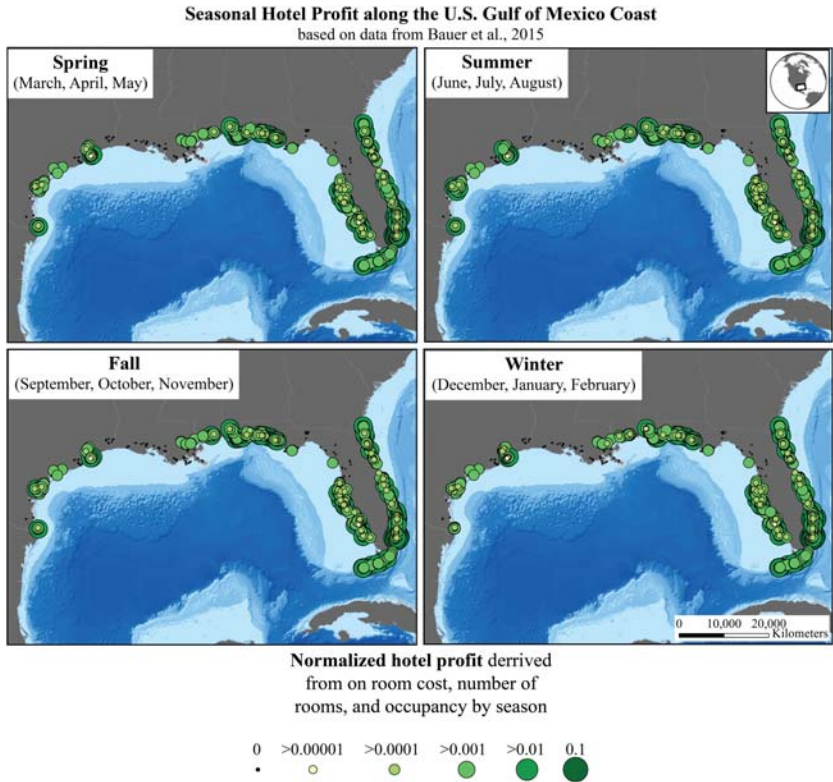 Seasonal Hotel Profit along the U.S. Gulf of Mexico Coast
based on data from Bauer et al., 2015
Spring
(March, April, May)
Summer
(June, July, August)
Fall
(September, October, November)
Winter
(December, January, February)
0 10,000 20,000
Kilometers
Normalized hotel profit derrived
from on room cost, number of
rooms, and occupancy by season
0 >0.00001 >0.0001 >0.001 >0.01 0.1